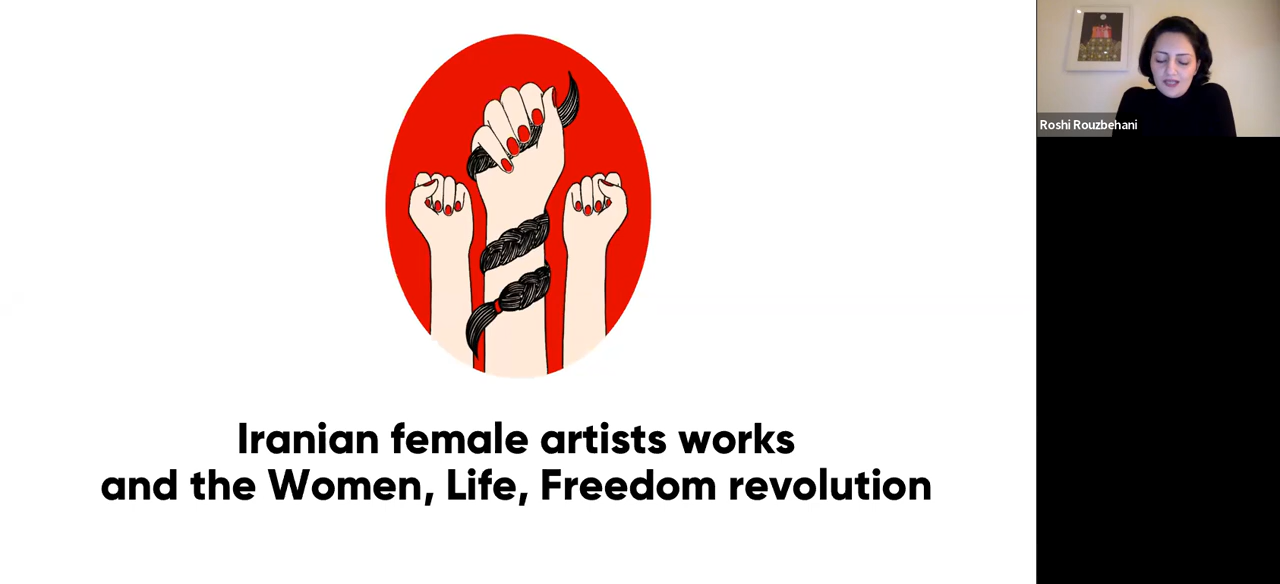 Roshi Rouzbehani
Iranian female artists works
and the Women, Life, Freedom revolution